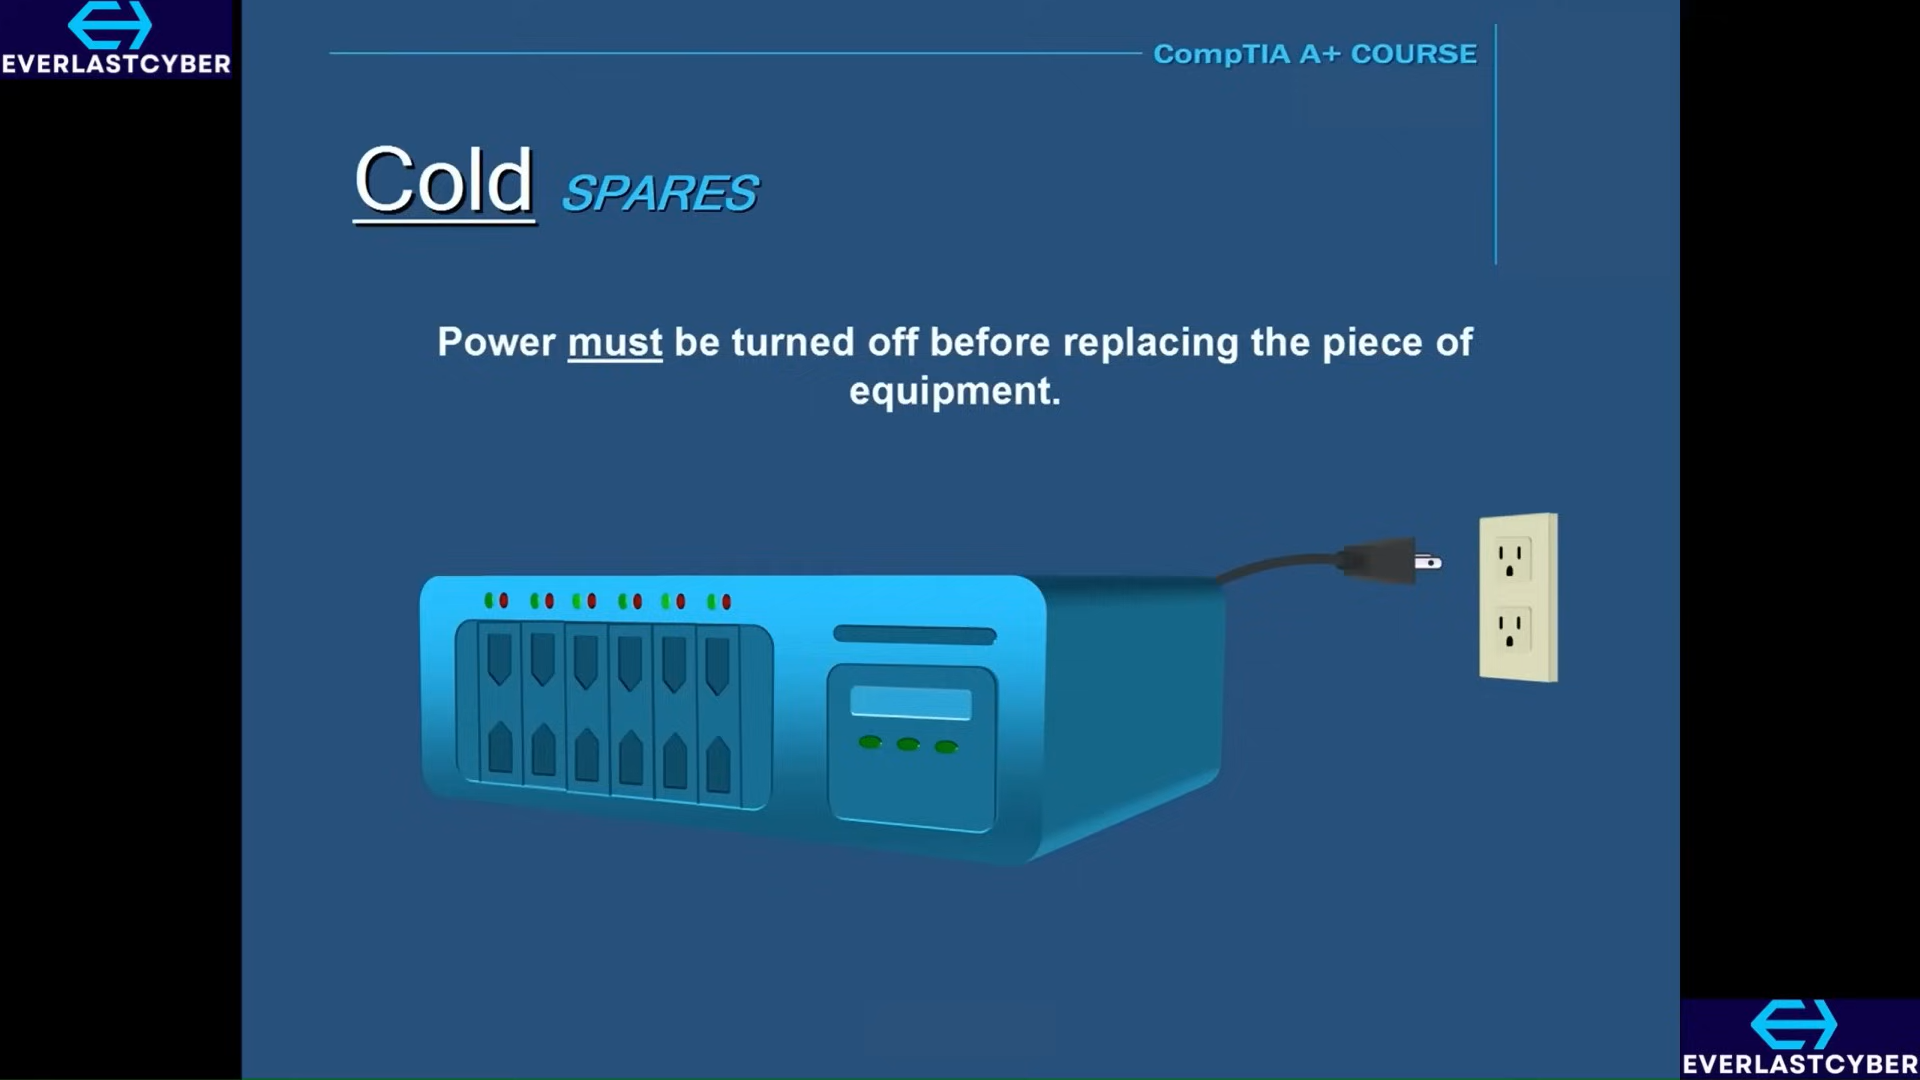 EVERLASTCYBER
CompTIA A+ COURSE
Cold SPARES
Power must be turned off before replacing the piece of
equipment.
EVERLASTCYBER